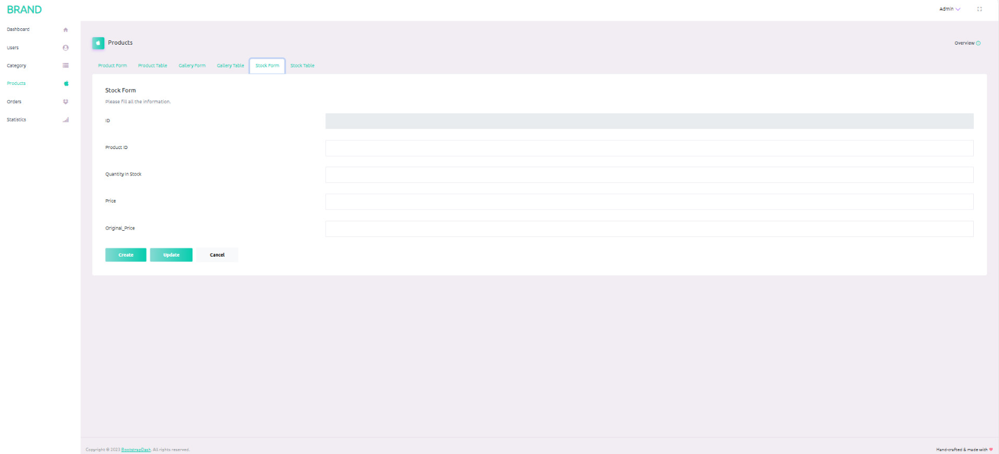 BRAND
Admin
Dashboard
Users
Category
Products
Orders
Statistics
Products
Overview
Product Form Product Table Gallery Form Gallery Table Stock Form Stock Table
Stock Form
Please fill all the information.
ID
Product ID
Quantity In Stock
Price
Original_Price
Create Update Cancel
Copyright © 2023 BootstrapDash. All rights reserved.
Hand-crafted & made with